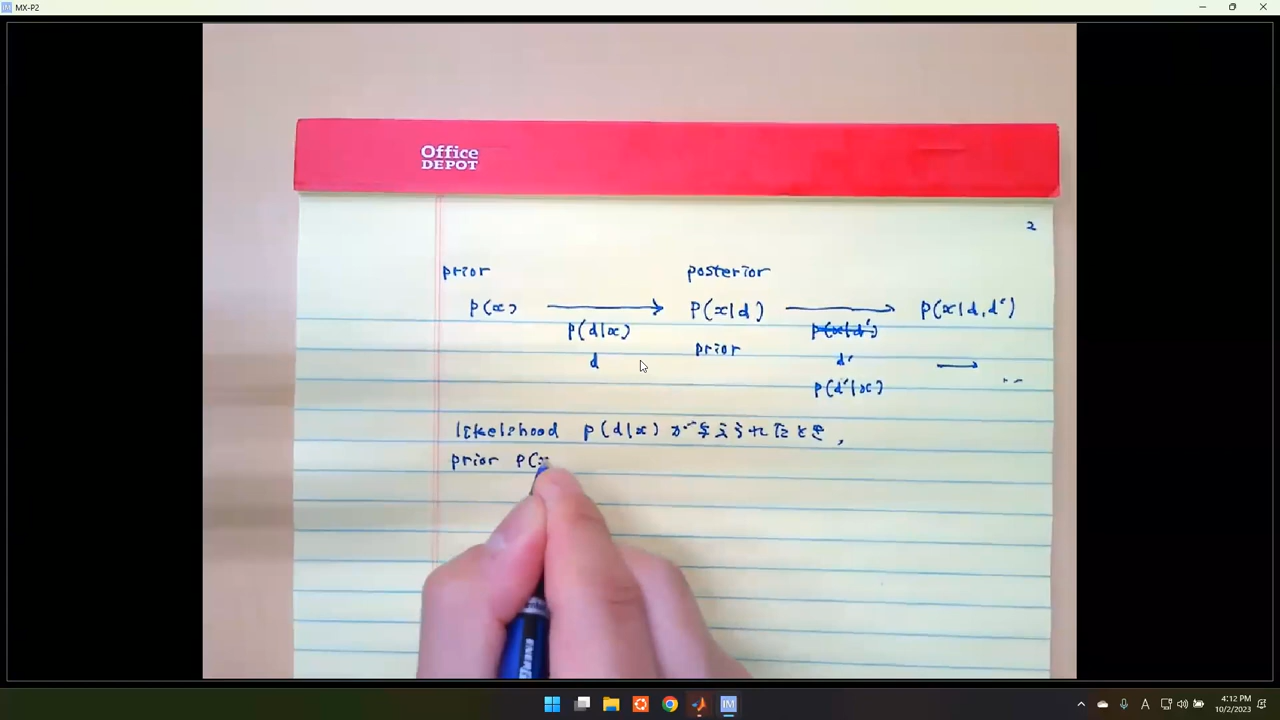 MX-P2
Office
DEPOT
2
prior posterior
p(x) → p(x|d) → p(x|d,d')
p(d|x) prior p(x|d')
d d' → ...
p(d'|x)
likelihood p(d|x) が与えられたとき,
prior p(x
ENER
A 4:12 PM
10/2/2023